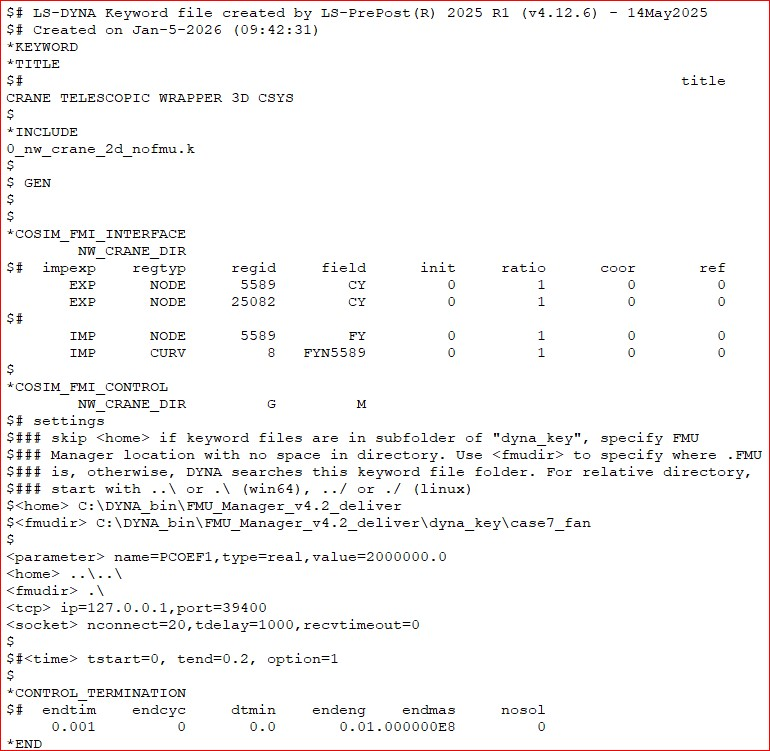 $# LS-DYNA Keyword file created by LS-PrePost(R) 2025 R1 (v4.12.6) - 14May2025
$# Created on Jan-5-2026 (09:42:31)
*KEYWORD
*TITLE
$#                                                                         title
CRANE TELESCOPIC WRAPPER 3D CSYS
$
*INCLUDE
0_nw_crane_2d_nofmu.k
$
$ GEN
$
$
*COSIM_FMI_INTERFACE
        NW_CRANE_DIR
$#  impexp    regtyp     regid     field      init     ratio      coor       ref
       EXP      NODE      5589        CY         0         1         0         0
       EXP      NODE     25082        CY         0         1         0         0
$#
       IMP      NODE      5589        FY         0         1         0         0
       IMP      CURV         8   FYN5589         0         1         0         0
$
*COSIM_FMI_CONTROL
        NW_CRANE_DIR         G         M
$# settings
$### skip <home> if keyword files are in subfolder of "dyna_key", specify FMU
$### Manager location with no space in directory. Use <fmudir> to specify where .FMU
$### is, otherwise, DYNA searches this keyword file folder. For relative directory,
$### start with ..\ or .\ (win64), ../ or ./ (linux)
$<home> C:\DYNA_bin\FMU_Manager_v4.2_deliver
$<fmudir> C:\DYNA_bin\FMU_Manager_v4.2_deliver\dyna_key\case7_fan
$
<parameter> name=PCOEF1,type=real,value=2000000.0
<home> ..\..\
<fmudir> .\
<tcp> ip=127.0.0.1,port=39400
<socket> nconnect=20,tdelay=1000,recvtimeout=0
$
$#<time> tstart=0, tend=0.2, option=1
$
*CONTROL_TERMINATION
$#  endtim    endcyc     dtmin    endeng    endmas     nosol
     0.001         0       0.0       0.01.000000E8         0
*END